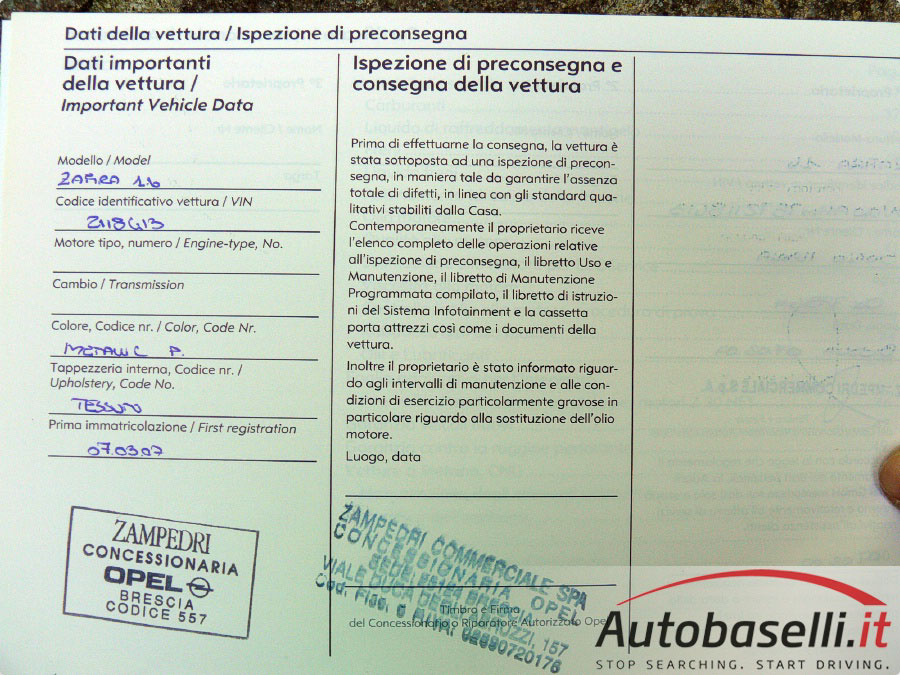 Dati della vettura / Ispezione di preconsegna
Dati importanti
della vettura /
Important Vehicle Data
Modello / Model
ZAFIRA 1.6
Codice identificativo vettura / VIN
2118G13
Motore tipo, numero / Engine-type, No.
Cambio / Transmission
Colore, Codice nr. / Color, Code Nr.
METALLIC P.
Tappezzeria interna, Codice nr. /
Upholstery, Code No.
TESSUTO
Prima immatricolazione / First registration
07.03.07
ZAMPEDRI
CONCESSIONARIA
OPEL
BRESCIA
CODICE 557
Ispezione di preconsegna e
consegna della vettura
Prima di effettuarne la consegna, la vettura è
stata sottoposta ad una ispezione di precon-
segna, in maniera tale da garantire l'assenza
totale di difetti, in linea con gli standard qua-
litativi stabiliti dalla Casa.
Contemporaneamente il proprietario riceve
l'elenco completo delle operazioni relative
all'ispezione di preconsegna, il libretto Uso e
Manutenzione, il libretto di Manutenzione
Programmata compilato, il libretto di istruzio-
ni del Sistema Infotainment e la cassetta
porta attrezzi così come i documenti della
vettura.
Inoltre il proprietario è stato informato riguar-
do agli intervalli di manutenzione e alle con-
dizioni di esercizio particolarmente gravose in
particolare riguardo alla sostituzione dell'olio
motore.
Luogo, data
ZAMPEDRI COMMERCIALE SPA
CONCESSIONARIA OPEL
VIALE DUCA DEGLI ABRUZZI, 157
Timbro e Firma
del Concessionario o Riparatore Autorizzato Opel
Autobaselli.it
STOP SEARCHING. START DRIVING.